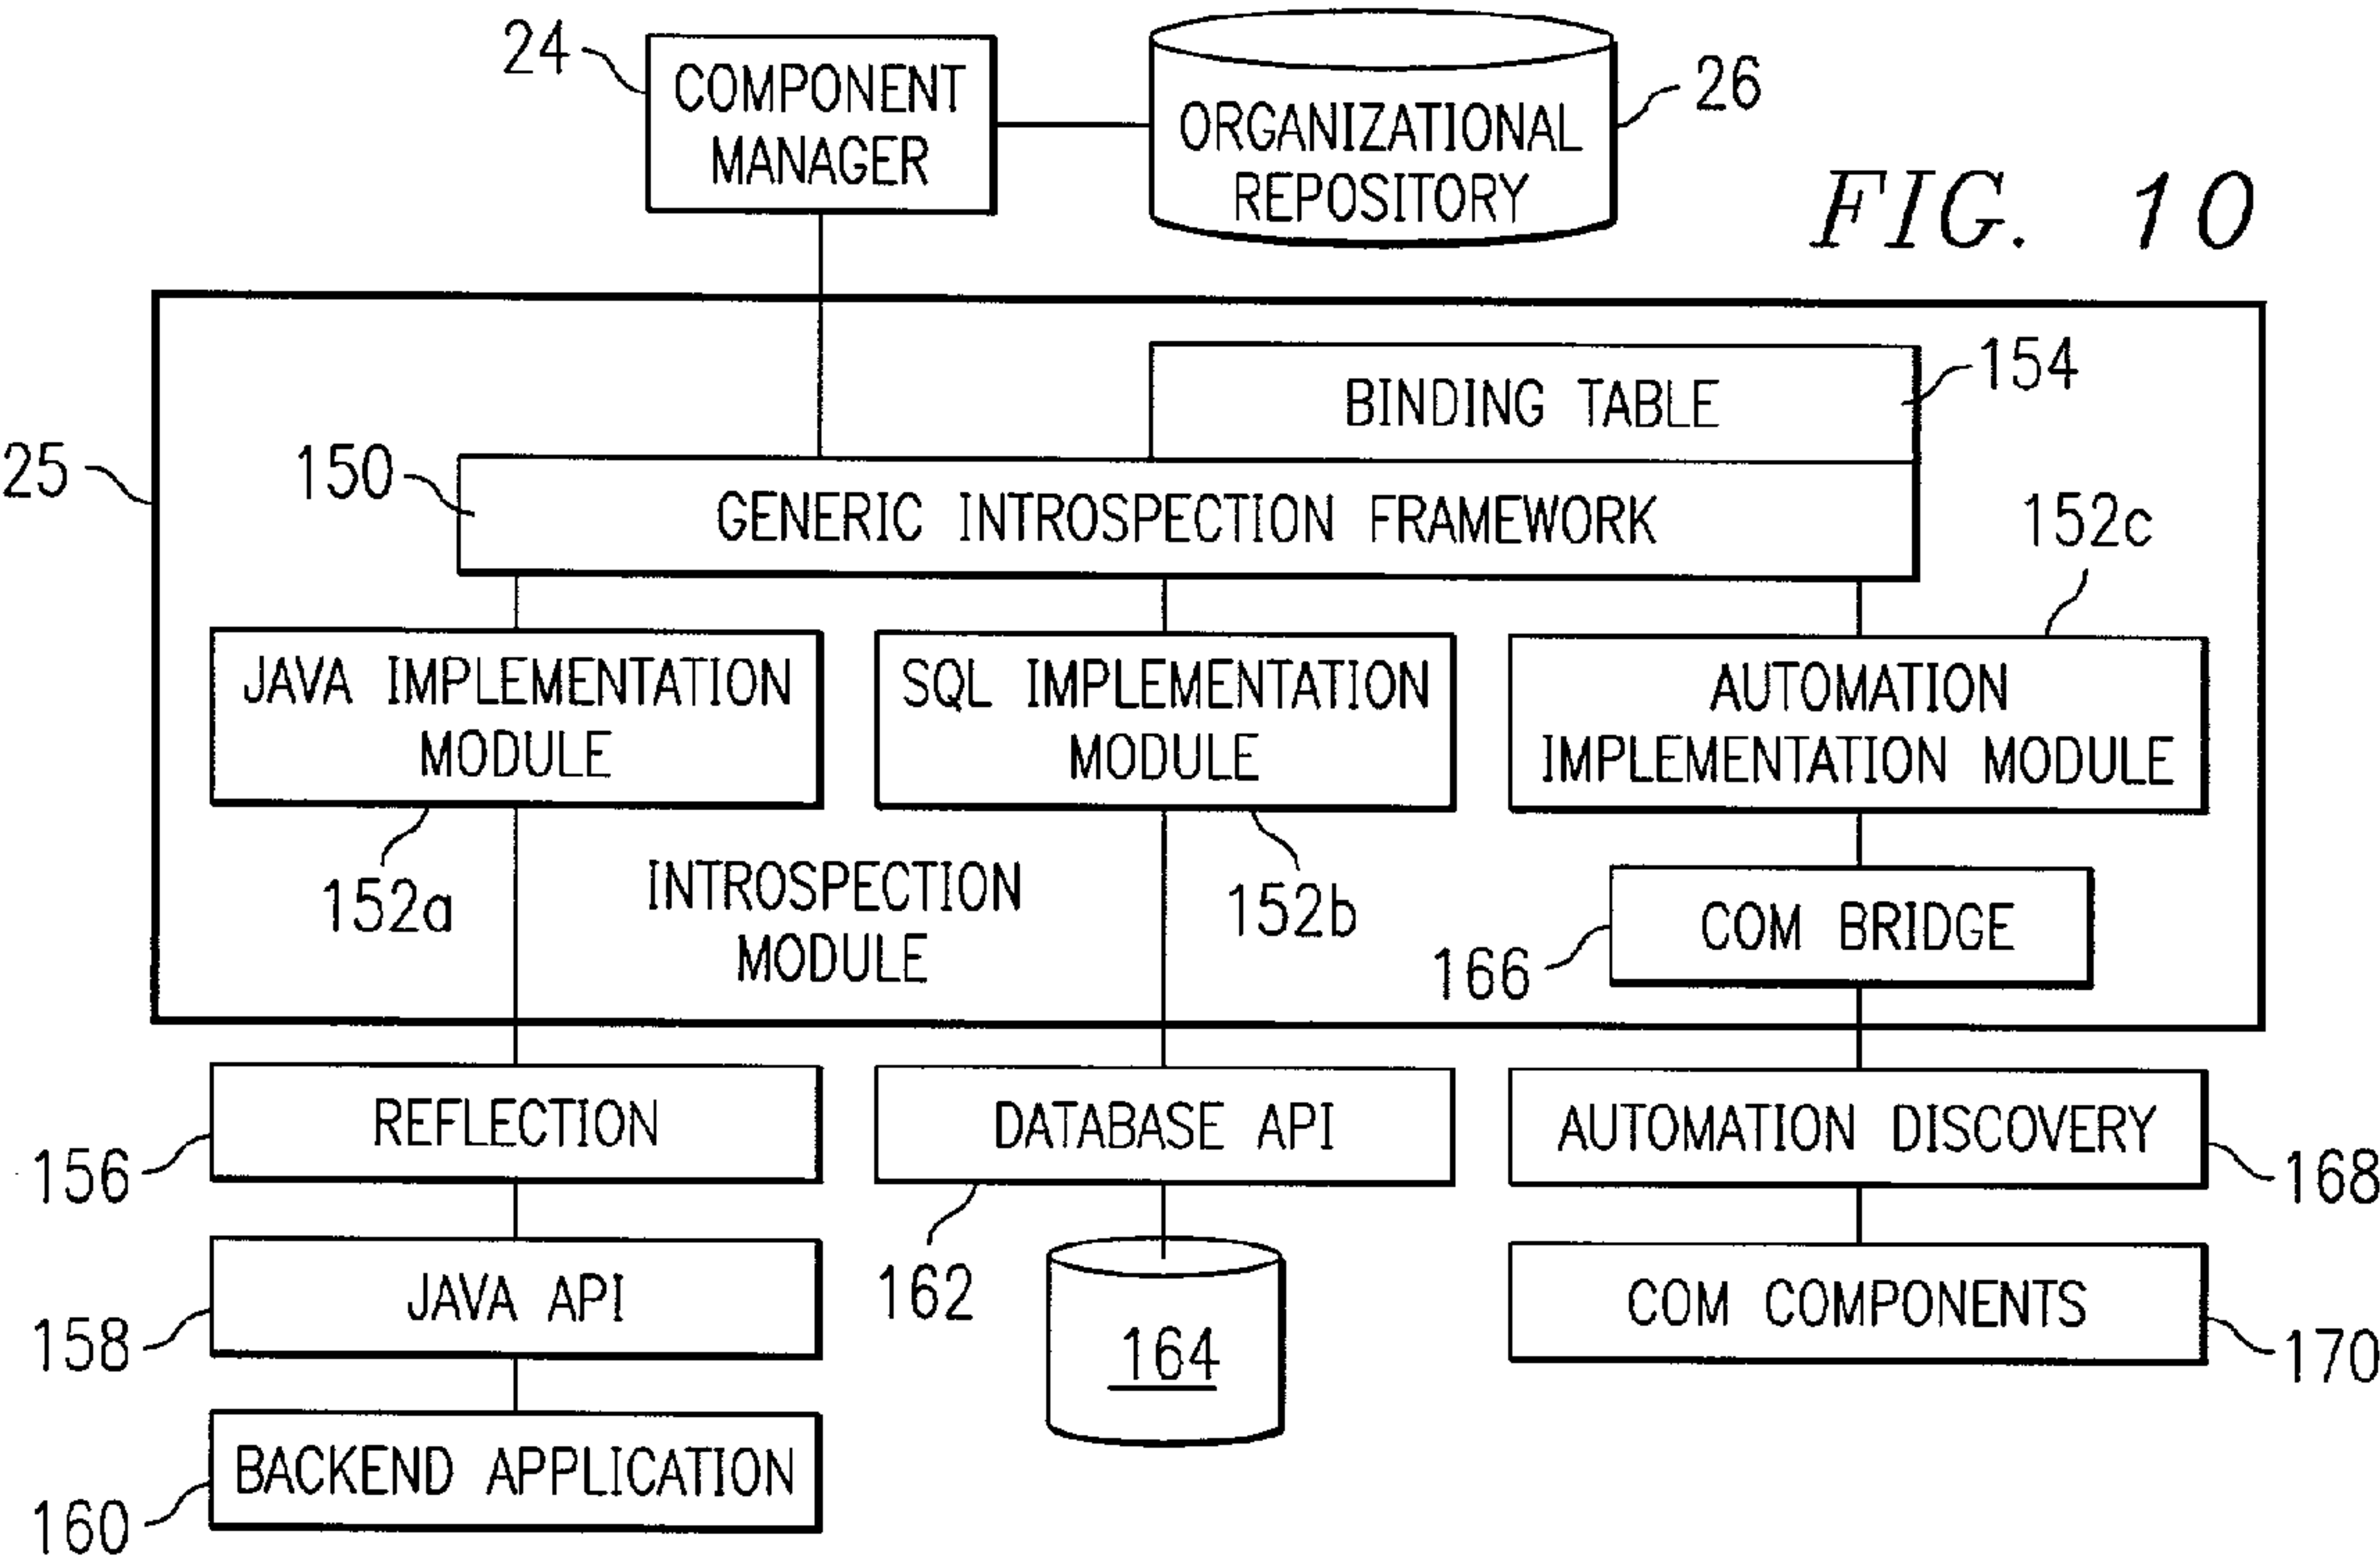 24
COMPONENT
MANAGER
ORGANIZATIONAL
REPOSITORY
26
FIG. 10
25
BINDING TABLE
154
150
GENERIC INTROSPECTION FRAMEWORK
152c
JAVA IMPLEMENTATION
MODULE
SQL IMPLEMENTATION
MODULE
AUTOMATION
IMPLEMENTATION MODULE
152a
INTROSPECTION
MODULE
152b
COM BRIDGE
166
REFLECTION
156
DATABASE API
162
AUTOMATION DISCOVERY
168
JAVA API
158
164
COM COMPONENTS
170
BACKEND APPLICATION
160